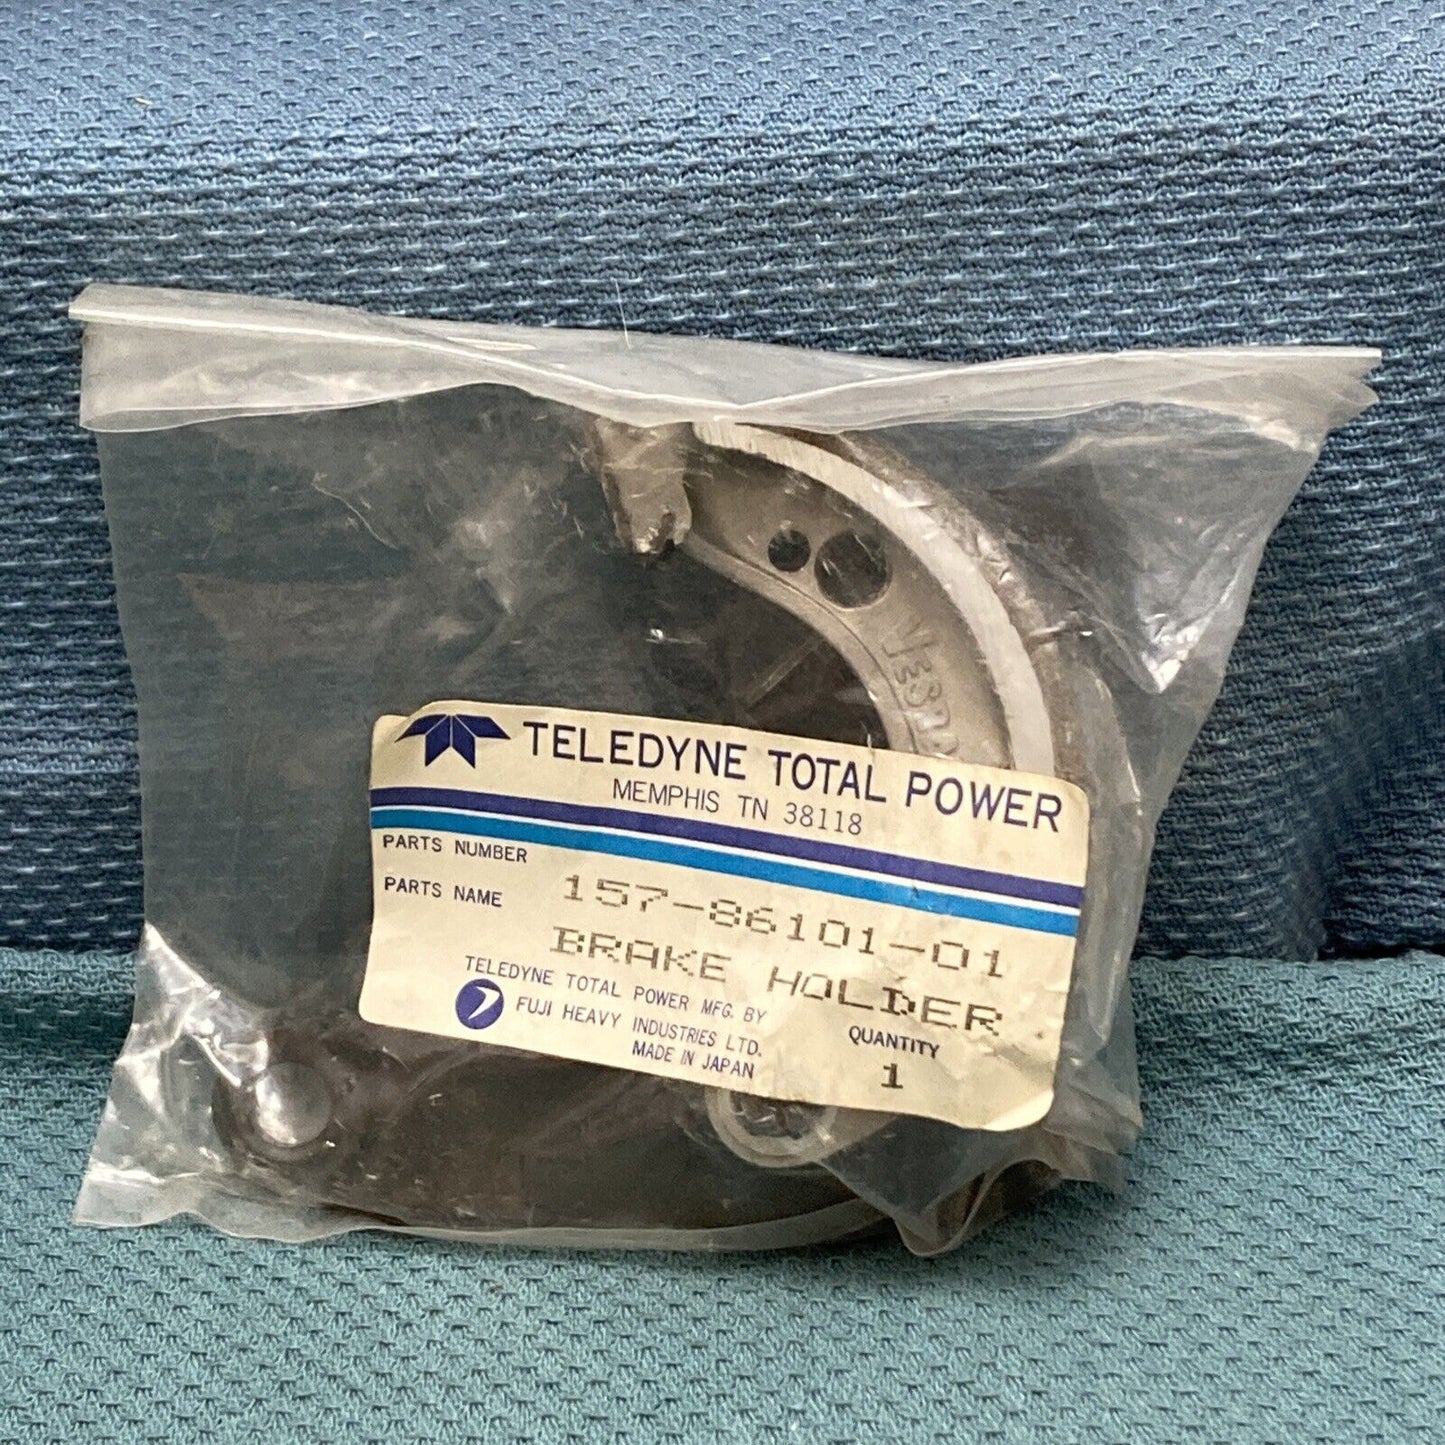 VESPA
TELEDYNE TOTAL POWER
MEMPHIS TN 38118
PARTS NUMBER 157-86101-01
PARTS NAME BRAKE HOLDER
TELEDYNE TOTAL POWER MFG. BY
FUJI HEAVY INDUSTRIES LTD.
MADE IN JAPAN
QUANTITY
1